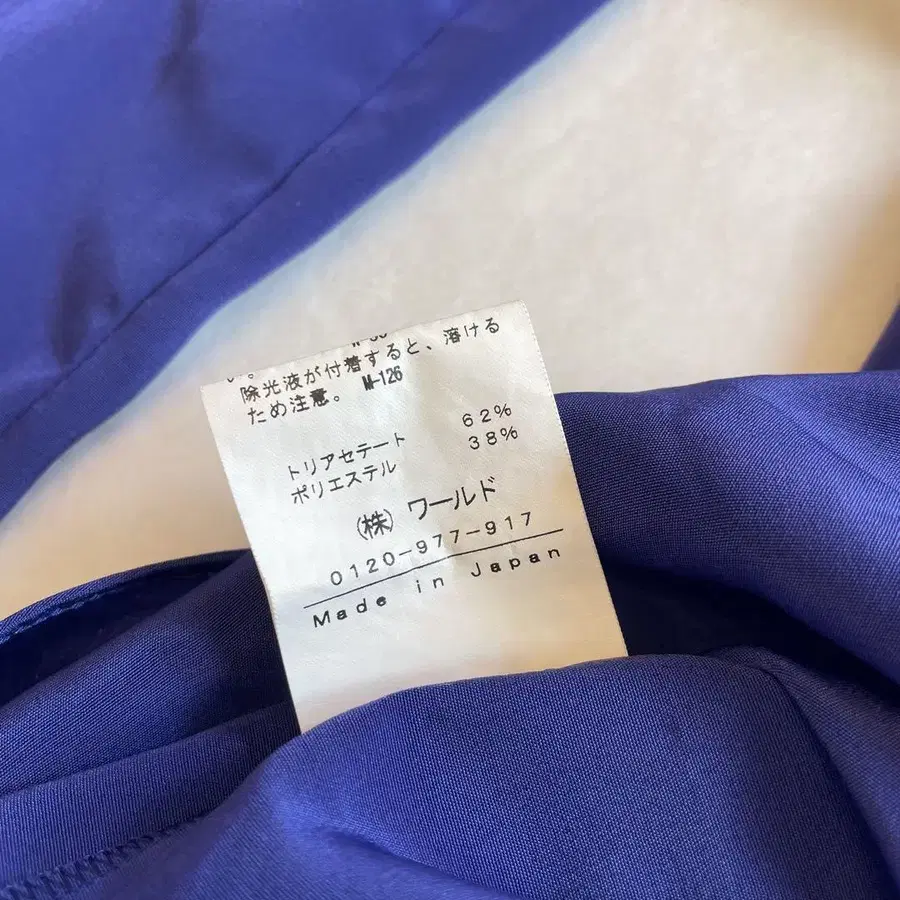 除光液が付着すると、溶ける
ため注意。 M-126
トリアセテート 62%
ポリエステル 38%
(株) ワールド
0120-977-917
Made in Japan